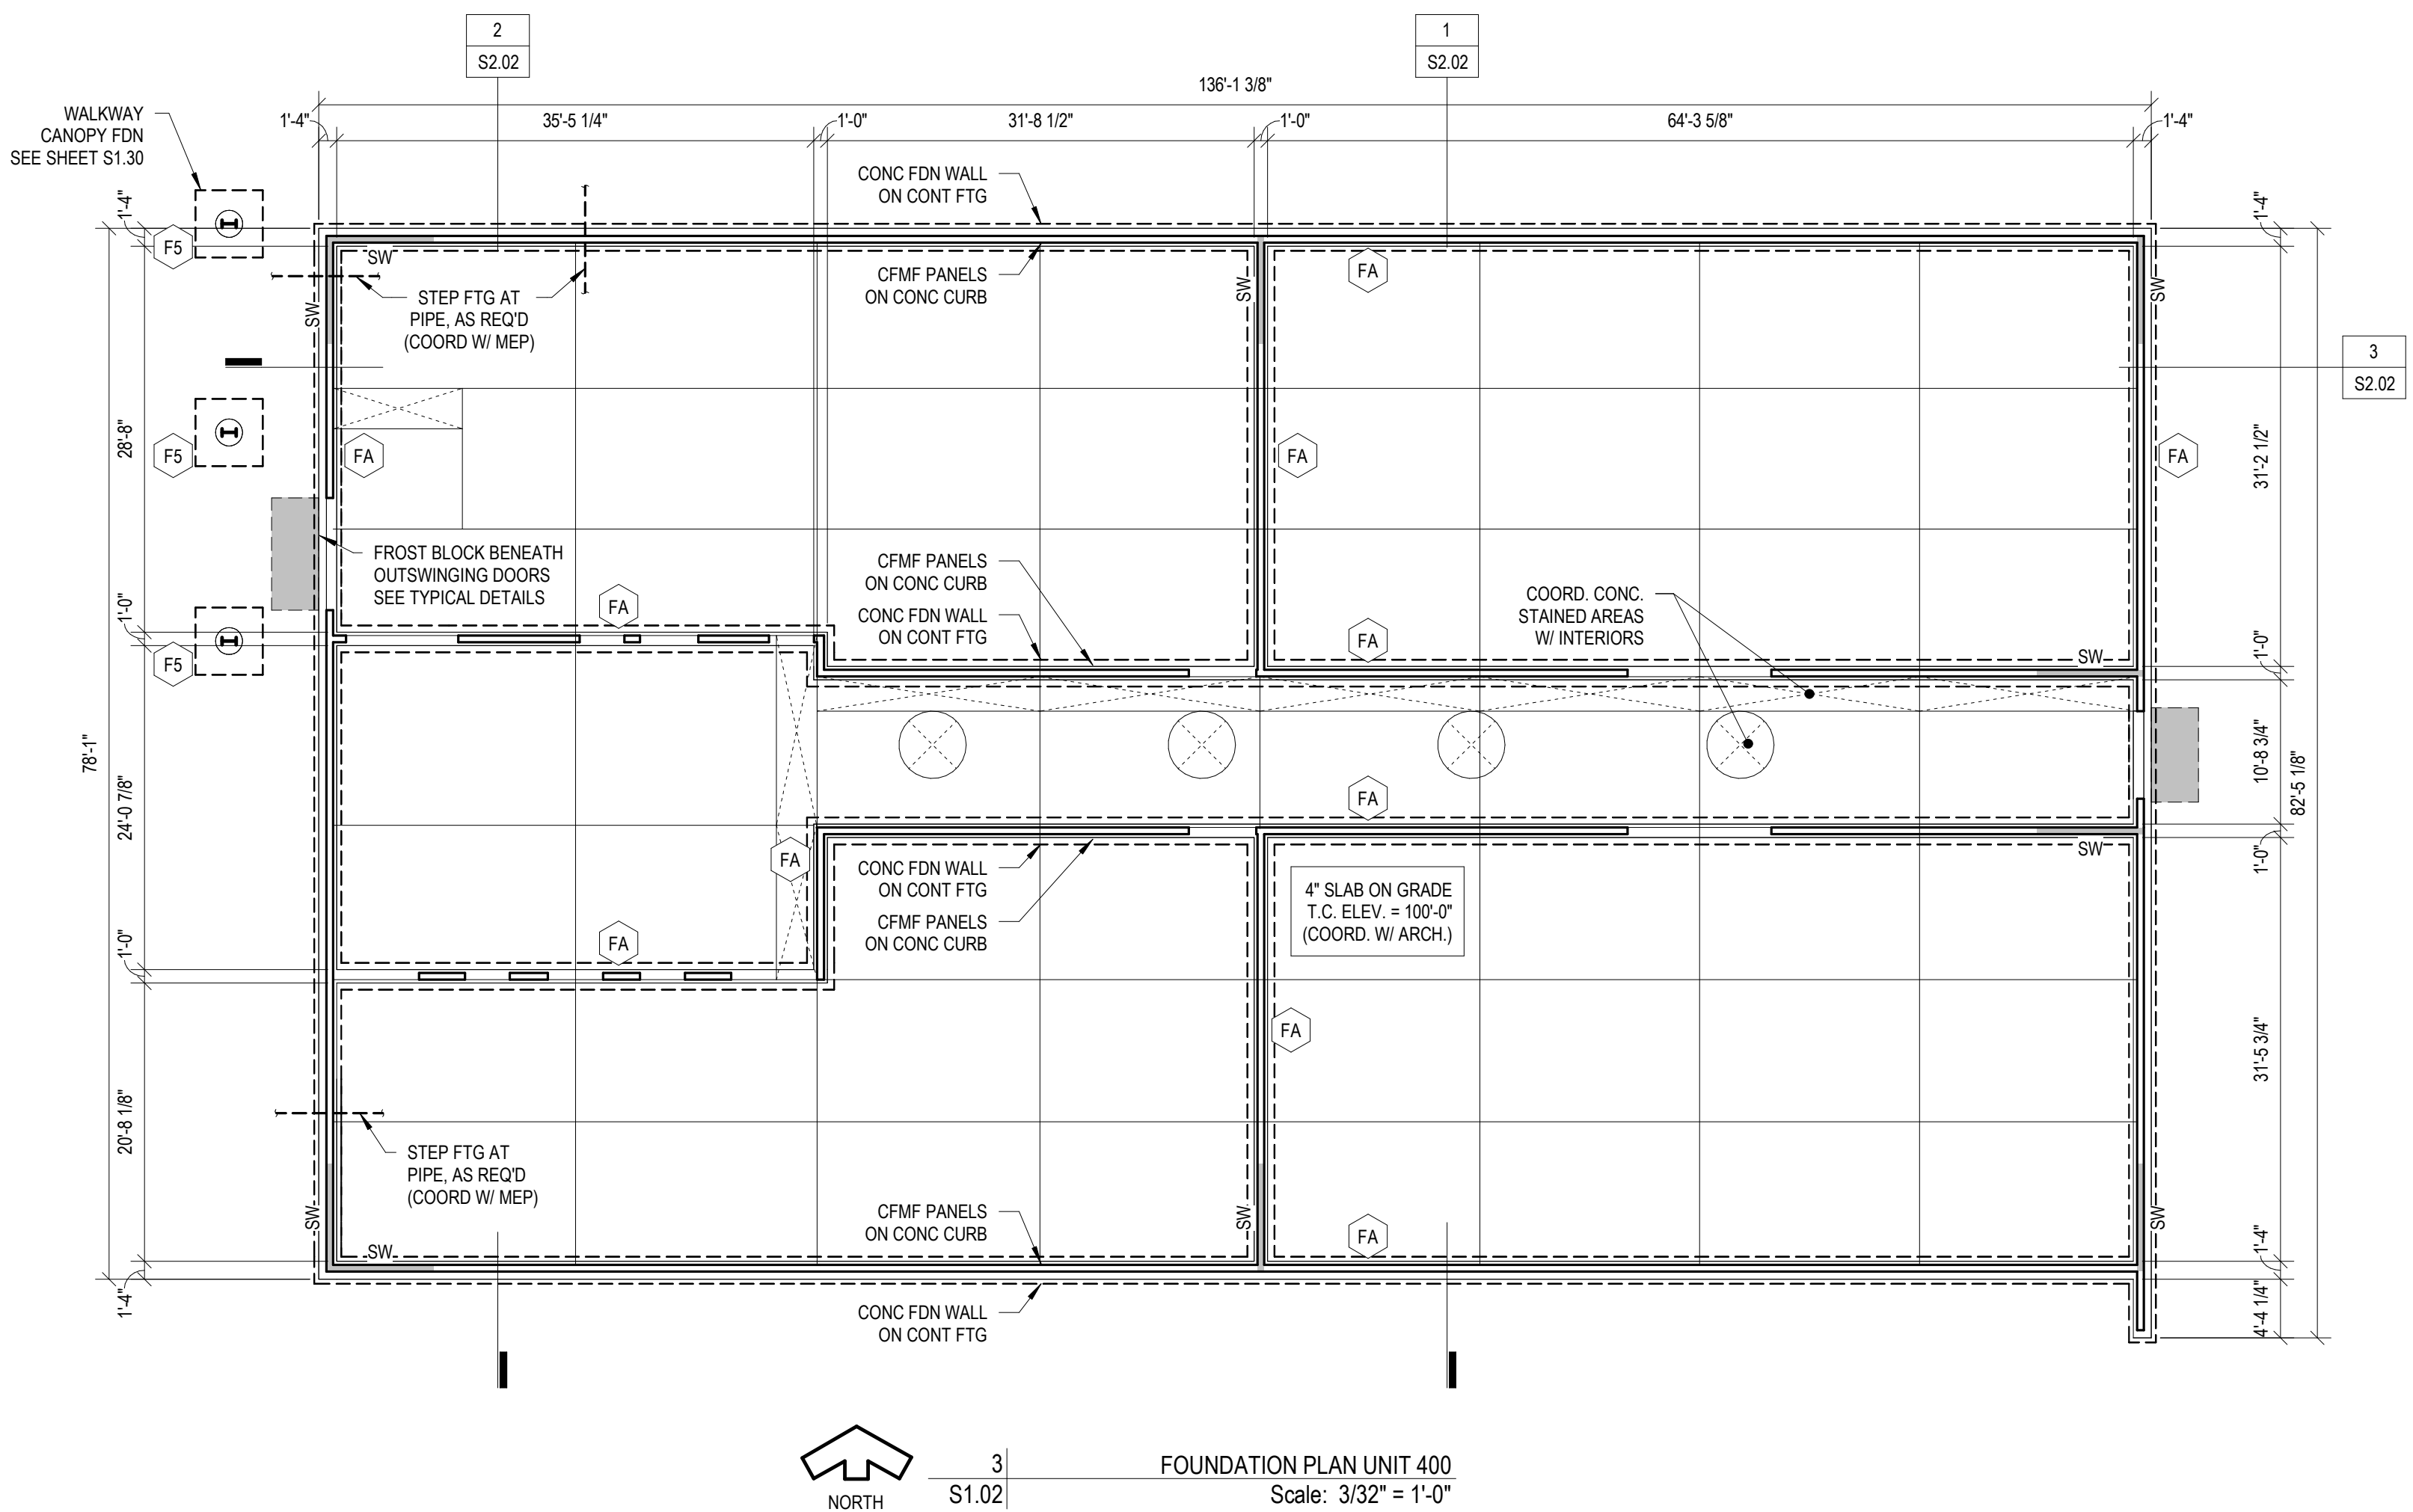 2
S2.02
1
S2.02
136'-1 3/8"
1'-4"
35'-5 1/4"
1'-0"
31'-8 1/2"
1'-0"
64'-3 5/8"
1'-4"
WALKWAY
CANOPY FDN
SEE SHEET S1.30
CONC FDN WALL
ON CONT FTG
1'-4"
1'-4"
F5
SW
CFMF PANELS
ON CONC CURB
FA
SW
SW
SW
STEP FTG AT
PIPE, AS REQ'D
(COORD W/ MEP)
3
S2.02
28'-8"
F5
FA
FA
31'-2 1/2"
FA
FROST BLOCK BENEATH
OUTSWINGING DOORS
SEE TYPICAL DETAILS
CFMF PANELS
ON CONC CURB
CONC FDN WALL
ON CONT FTG
COORD. CONC.
STAINED AREAS
W/ INTERIORS
1'-0"
FA
FA
F5
SW
1'-0"
78'-1"
24'-0 7/8"
10'-8 3/4"
82'-5 1/8"
FA
FA
SW
1'-0"
CONC FDN WALL
ON CONT FTG
CFMF PANELS
ON CONC CURB
4" SLAB ON GRADE
T.C. ELEV. = 100'-0"
(COORD. W/ ARCH.)
1'-0"
FA
FA
31'-5 3/4"
20'-8 1/8"
STEP FTG AT
PIPE, AS REQ'D
(COORD W/ MEP)
SW
SW
CFMF PANELS
ON CONC CURB
SW
SW
FA
1'-4"
1'-4"
CONC FDN WALL
ON CONT FTG
4'-4 1/4"
NORTH
3
S1.02
FOUNDATION PLAN UNIT 400
Scale: 3/32" = 1'-0"